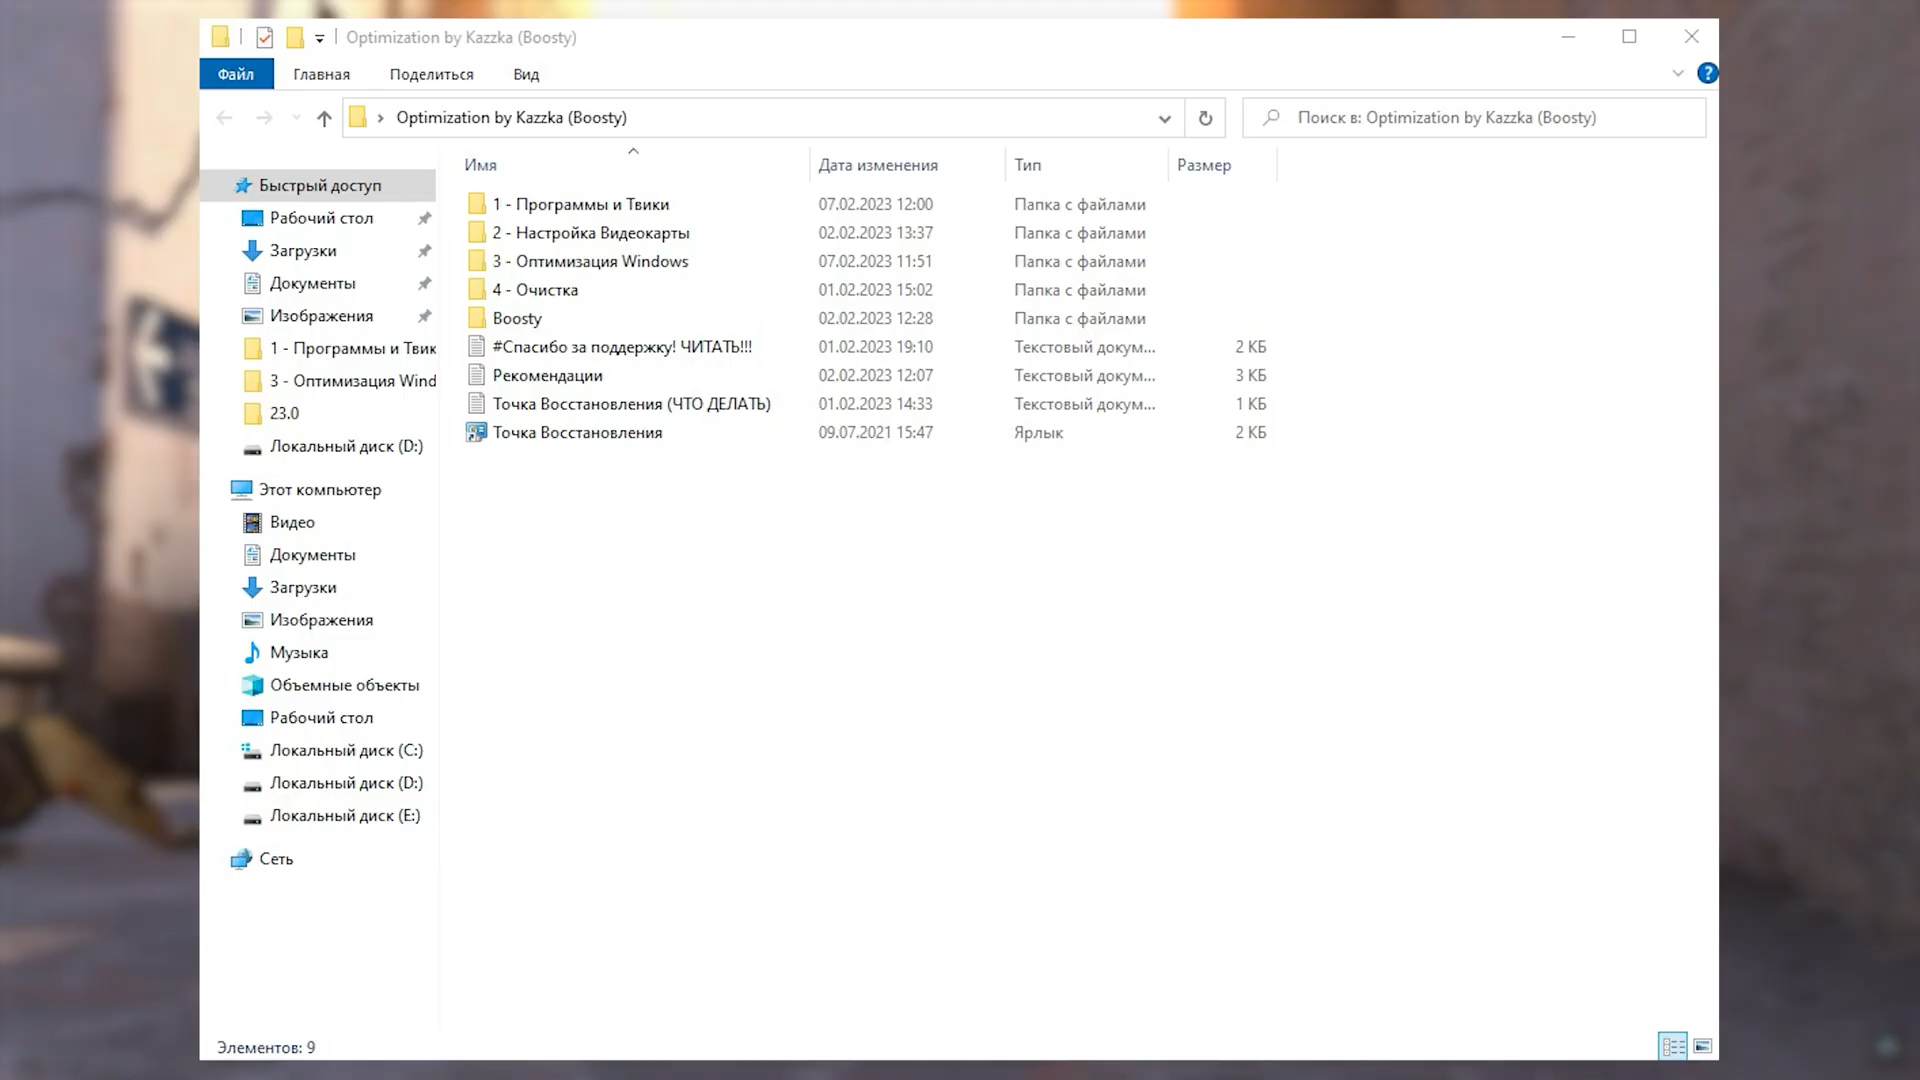 Optimization by Kazzka (Boosty)
Файл Главная Поделиться Вид ?
Optimization by Kazzka (Boosty) Поиск в: Optimization by Kazzka (Boosty)
Имя Дата изменения Тип Размер
1 - Программы и Твики 07.02.2023 12:00 Папка с файлами
2 - Настройка Видеокарты 02.02.2023 13:37 Папка с файлами
3 - Оптимизация Windows 07.02.2023 11:51 Папка с файлами
4 - Очистка 01.02.2023 15:02 Папка с файлами
Boosty 02.02.2023 12:28 Папка с файлами
#Спасибо за поддержку! ЧИТАТЬ!!! 01.02.2023 19:10 Текстовый докум... 2 КБ
Рекомендации 02.02.2023 12:07 Текстовый докум... 3 КБ
Точка Восстановления (ЧТО ДЕЛАТЬ) 01.02.2023 14:33 Текстовый докум... 1 КБ
Точка Восстановления 09.07.2021 15:47 Ярлык 2 КБ
Быстрый доступ
Рабочий стол
Загрузки
Документы
Изображения
1 - Программы и Твик
3 - Оптимизация Wind
23.0
Локальный диск (D:)
Этот компьютер
Видео
Документы
Загрузки
Изображения
Музыка
Объемные объекты
Рабочий стол
Локальный диск (C:)
Локальный диск (D:)
Локальный диск (E:)
Сеть
Элементов: 9